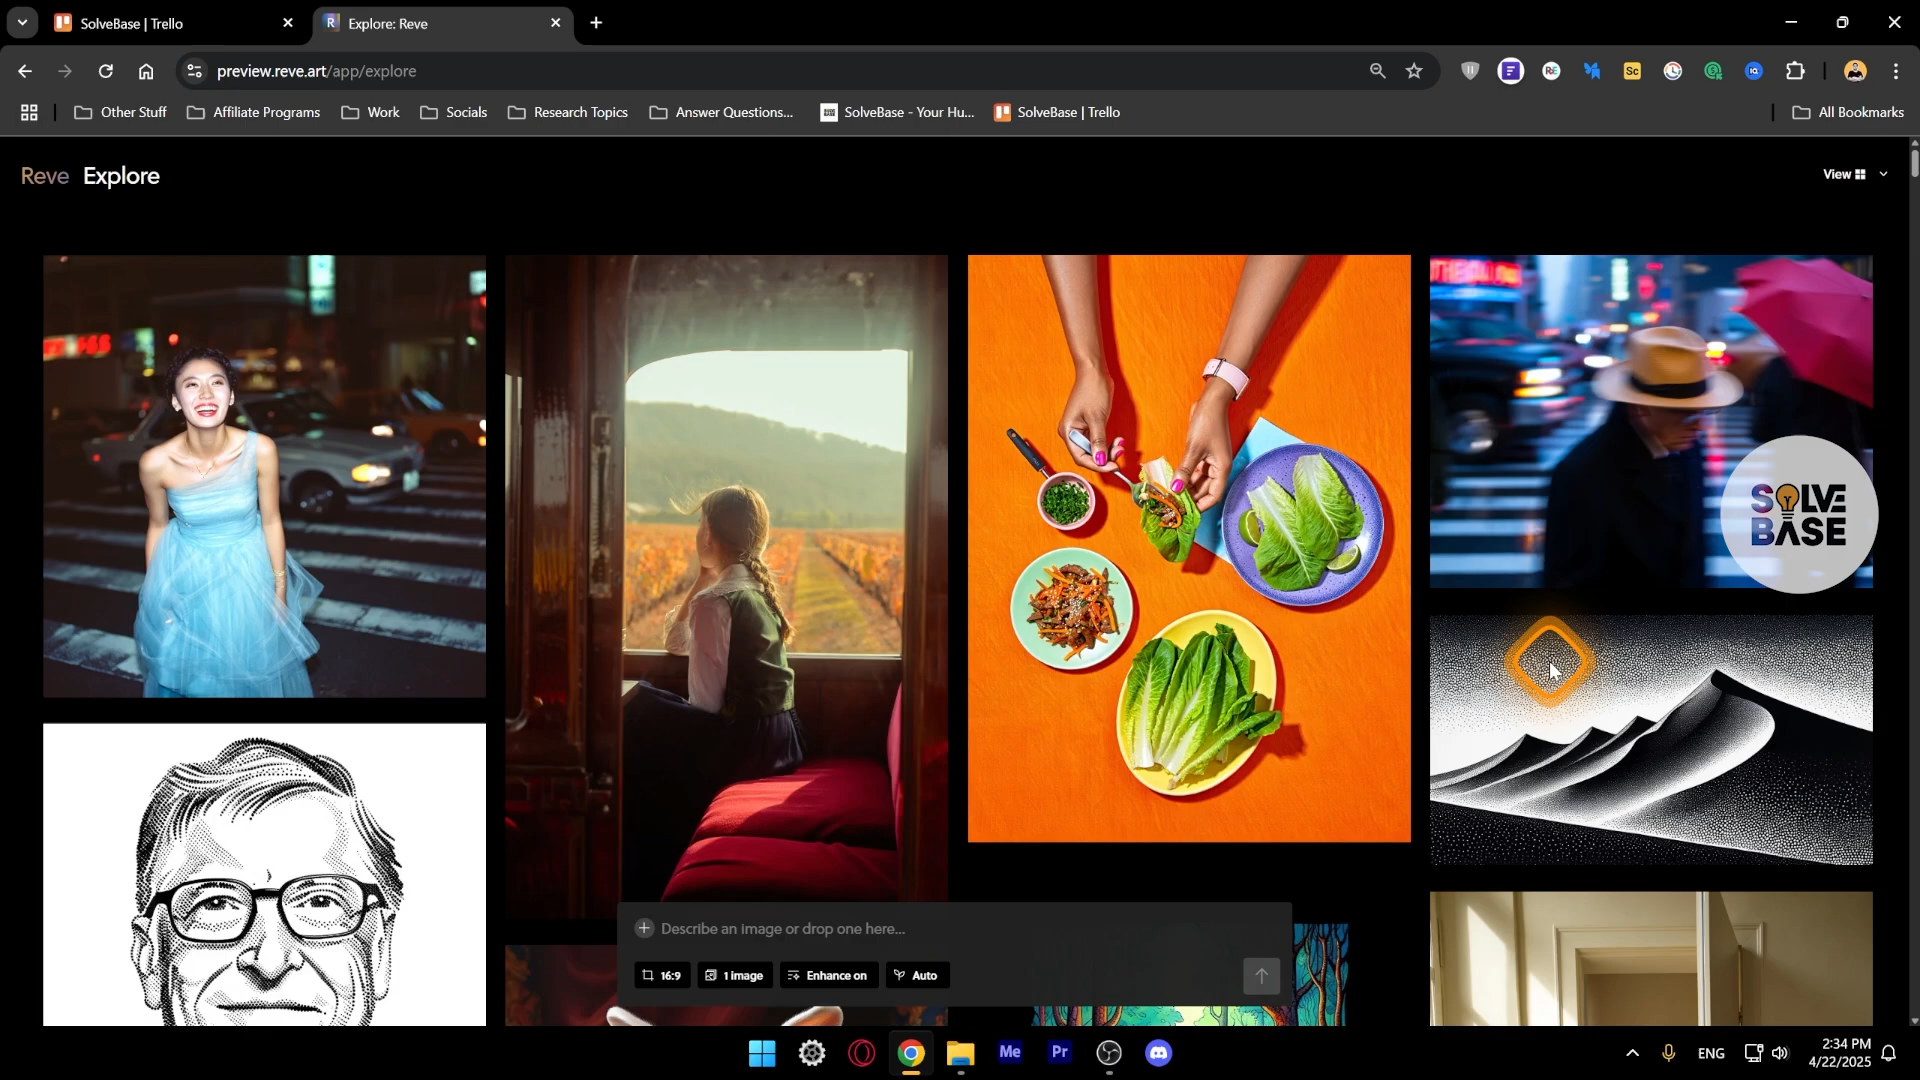 SolveBase | Trello
Explore: Reve
preview.reve.art/app/explore
Other Stuff
Affiliate Programs
Work
Socials
Research Topics
Answer Questions...
SolveBase - Your Hu...
SolveBase | Trello
All Bookmarks
Reve Explore
View
SOLVE
BASE
Describe an image or drop one here...
16:9
1 image
Enhance on
Auto
Me
Pr
ENG
2:34 PM
4/22/2025